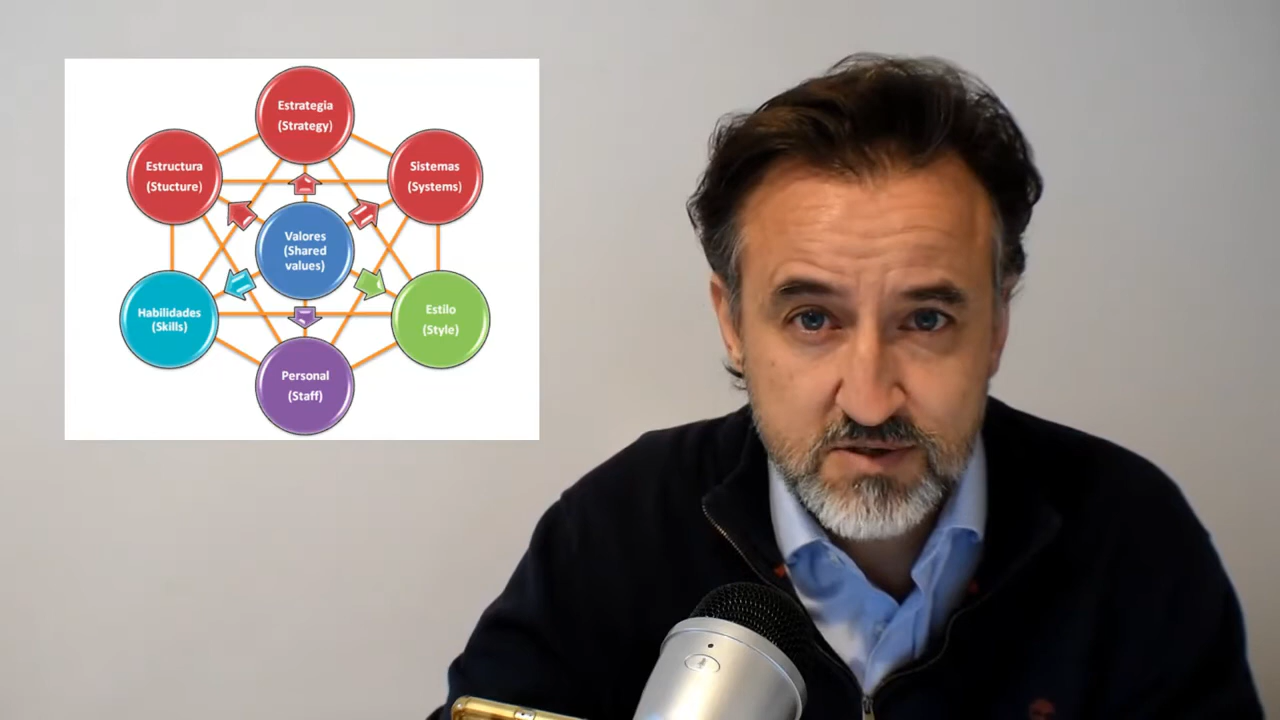 Estrategia
(Strategy)
Estructura
(Stucture)
Sistemas
(Systems)
Valores
(Shared
values)
Habilidades
(Skills)
Estilo
(Style)
Personal
(Staff)